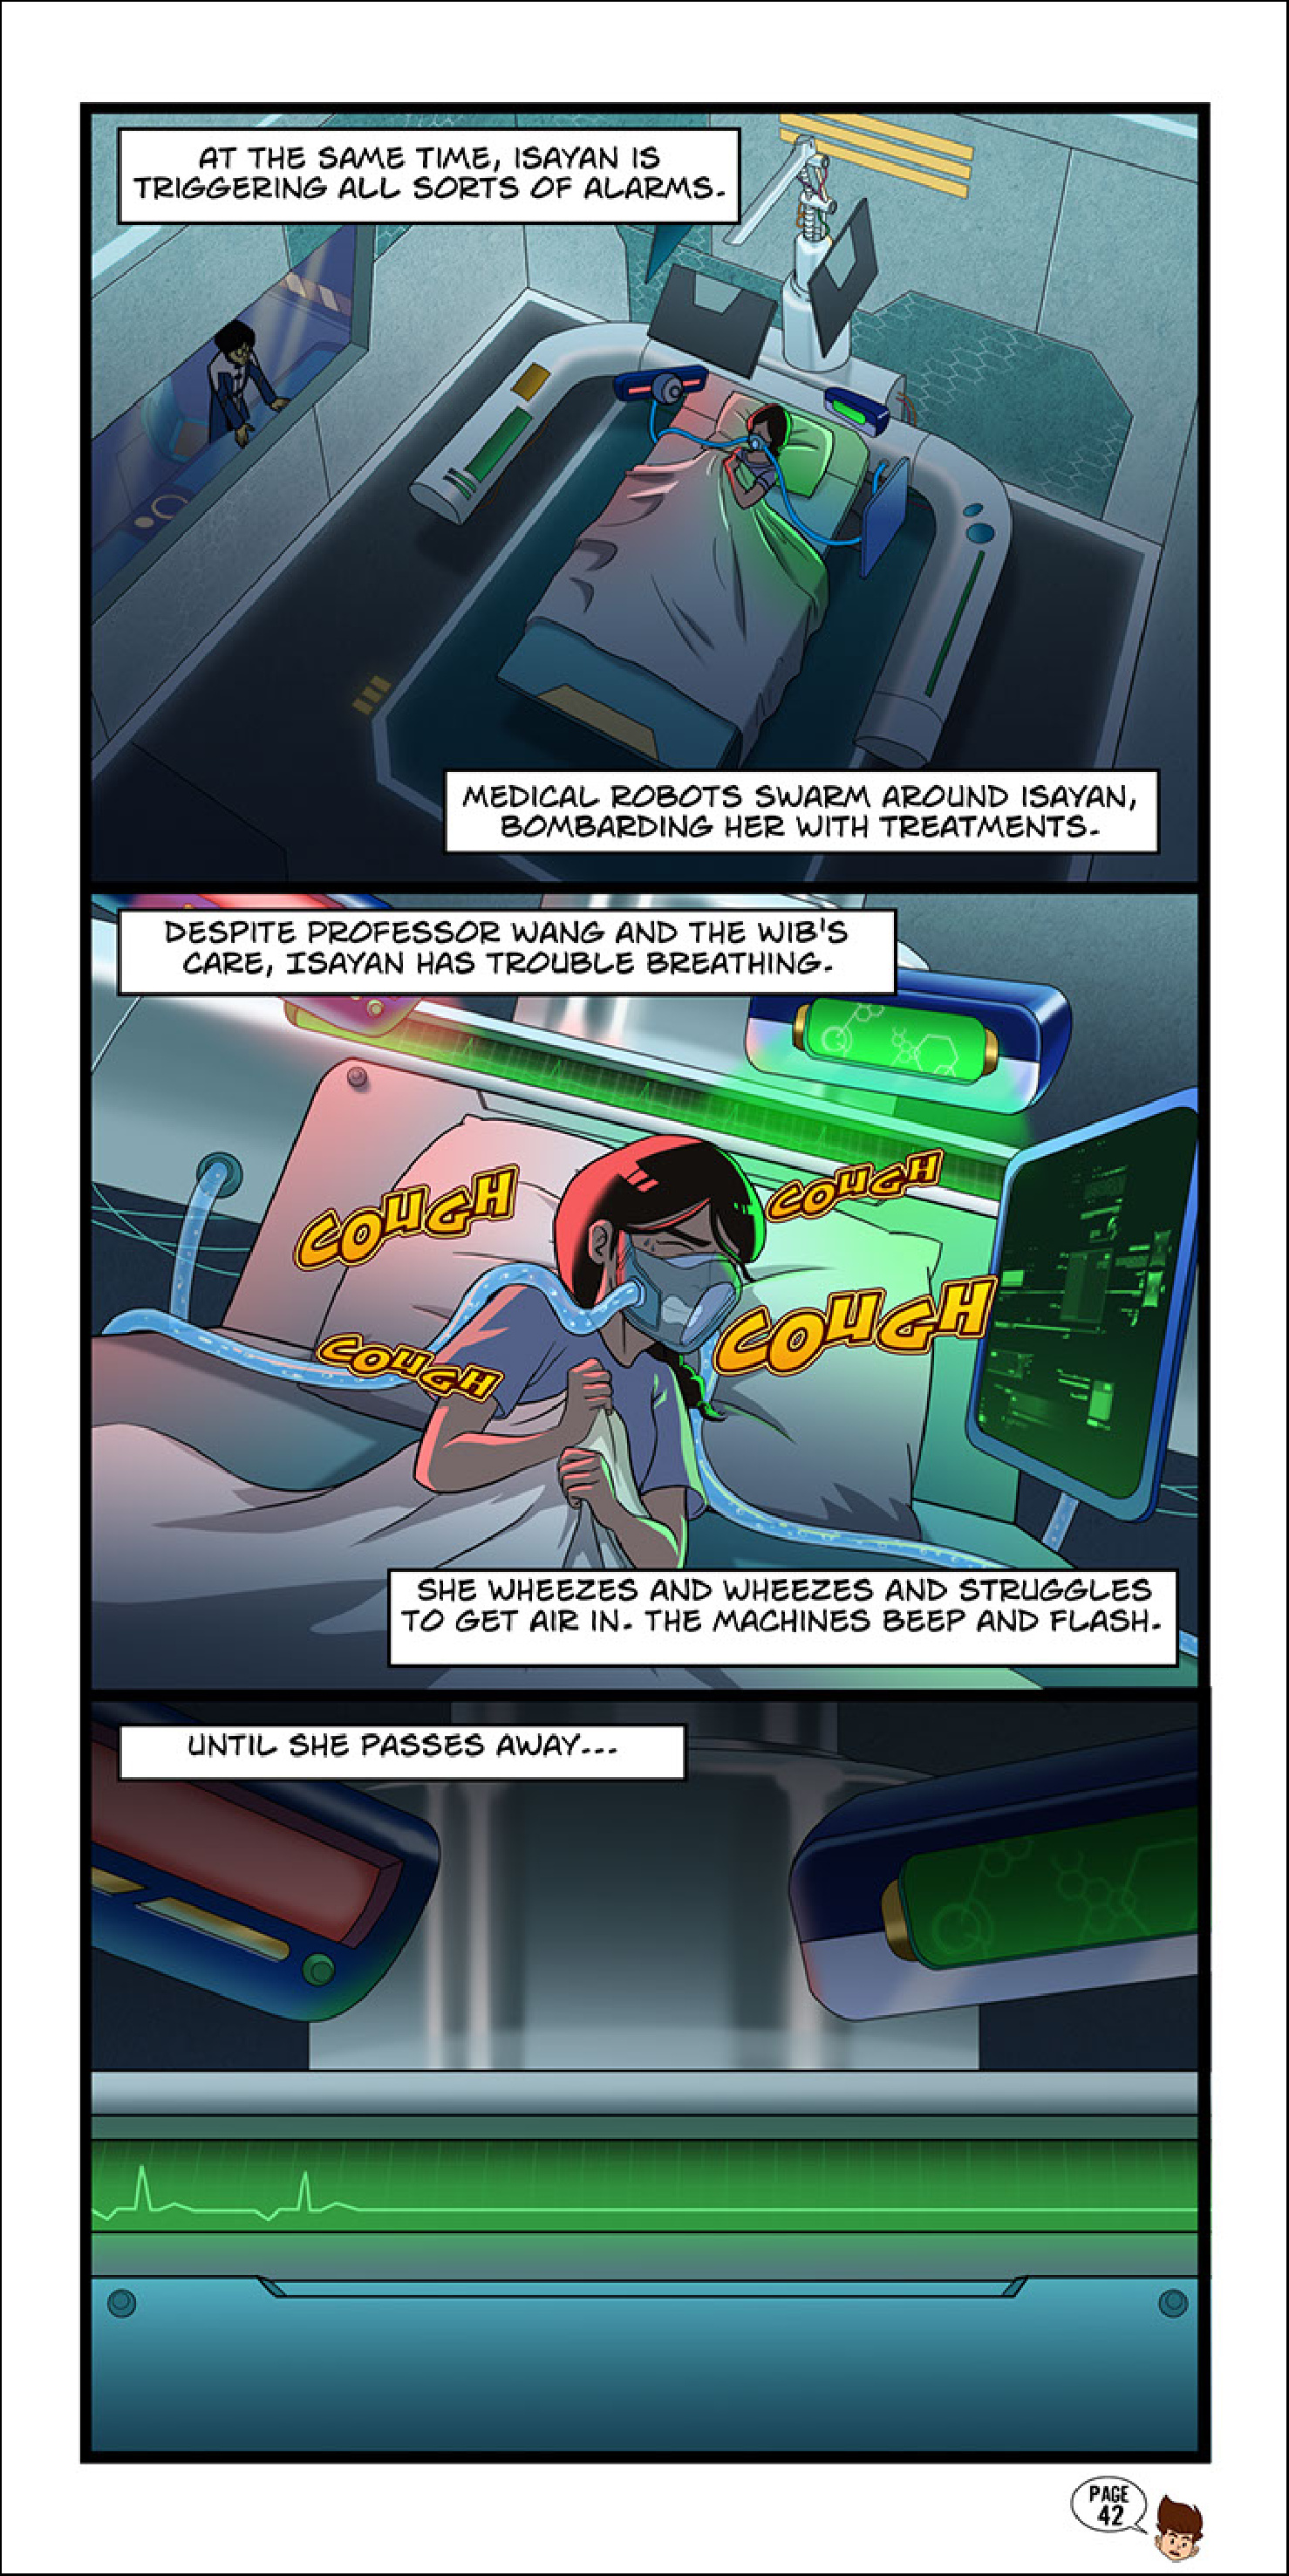 AT THE SAME TIME, ISAYAN IS
TRIGGERING ALL SORTS OF ALARMS.
MEDICAL ROBOTS SWARM AROUND ISAYAN,
BOMBARDING HER WITH TREATMENTS.
DESPITE PROFESSOR WANG AND THE WIB'S
CARE, ISAYAN HAS TROUBLE BREATHING.
COUGH
COUGH
COUGH
COUGH
SHE WHEEZES AND WHEEZES AND STRUGGLES
TO GET AIR IN. THE MACHINES BEEP AND FLASH.
UNTIL SHE PASSES AWAY...
PAGE
42